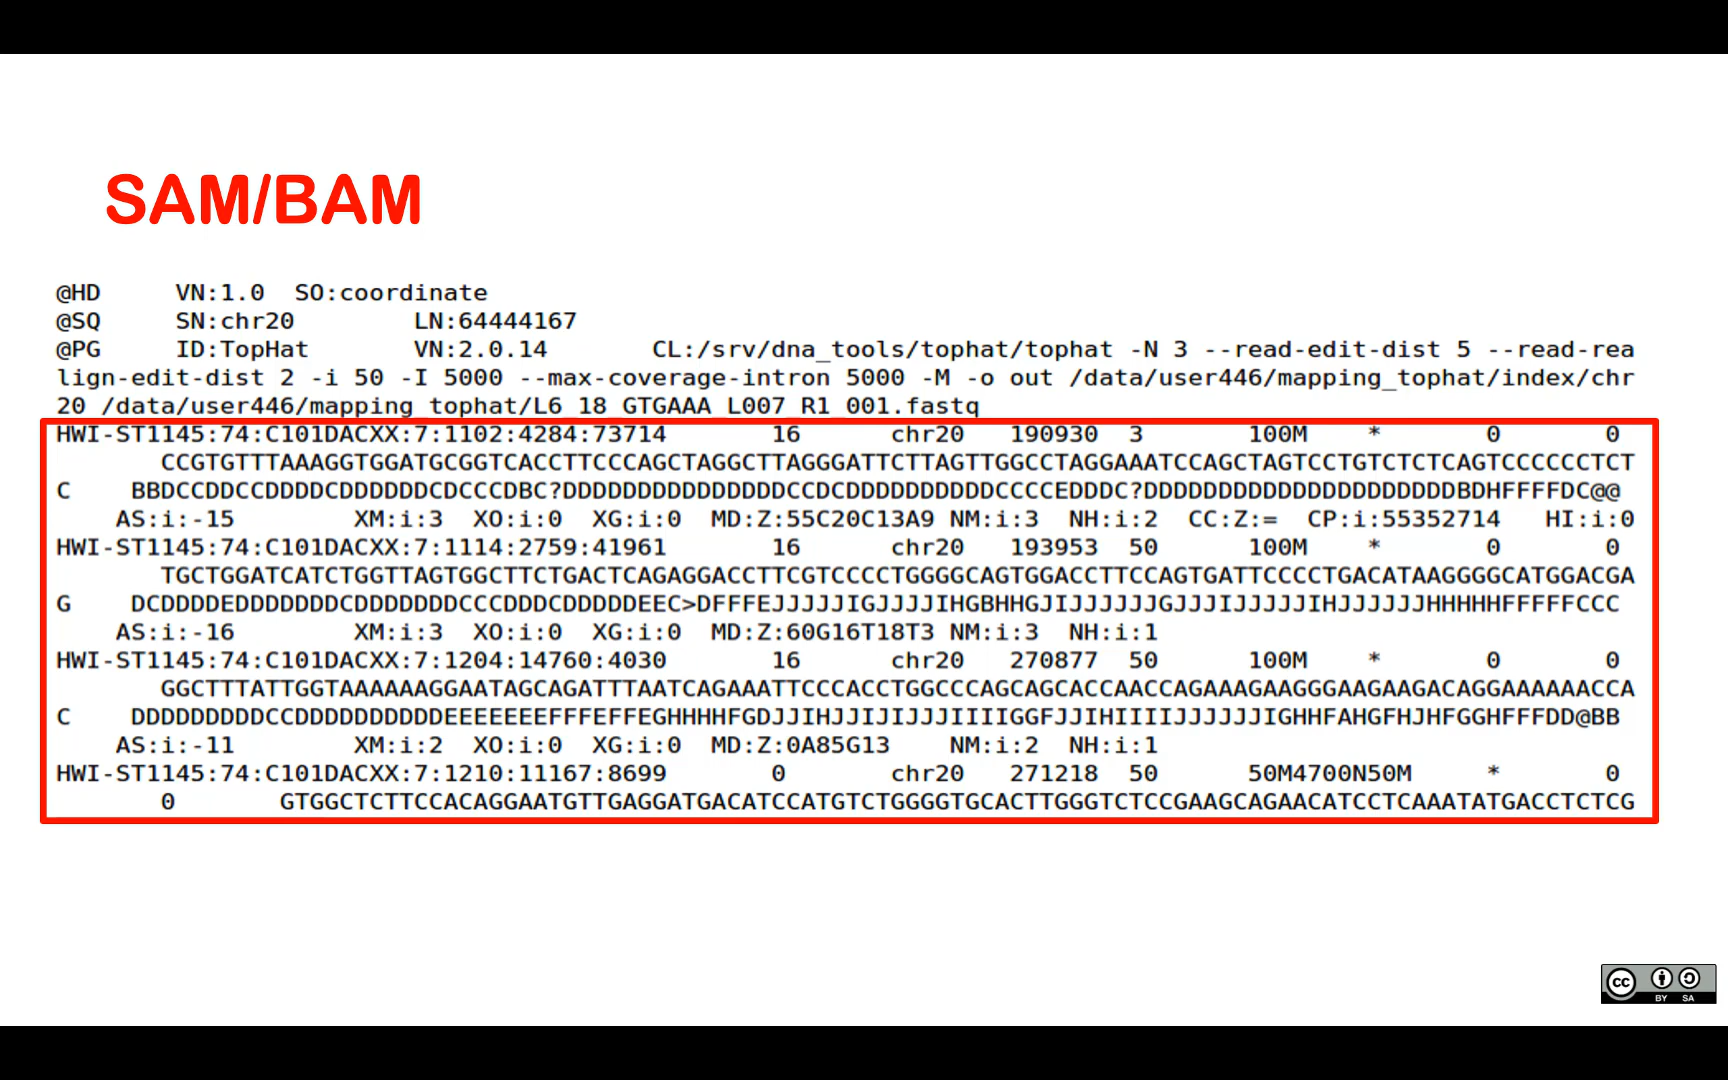 SAM/BAM
@HD VN:1.0 SO:coordinate
@SQ SN:chr20 LN:64444167
@PG ID:TopHat VN:2.0.14 CL:/srv/dna_tools/tophat/tophat -N 3 --read-edit-dist 5 --read-rea
lign-edit-dist 2 -i 50 -I 5000 --max-coverage-intron 5000 -M -o out /data/user446/mapping_tophat/index/chr
20 /data/user446/mapping_tophat/L6_18_GTGAAA_L007_R1_001.fastq
HWI-ST1145:74:C101DACXX:7:1102:4284:73714 16 chr20 190930 3 100M * 0 0
CCGTGTTTAAAGGTGGATGCGGTCACCTTCCCAGCTAGGCTTAGGGATTCTTAGTTGGCCTAGGAAATCCAGCTAGTCCTGTCTCTCAGTCCCCCCTCT
C BBDCCDDCCDDDDCDDDDDDCDCCCDBC?DDDDDDDDDDDDDDDCCDCDDDDDDDDDDCCCCEDDDC?DDDDDDDDDDDDDDDDDDDDDBDHFFFFDC@@
AS:i:-15 XM:i:3 XO:i:0 XG:i:0 MD:Z:55C20C13A9 NM:i:3 NH:i:2 CC:Z:= CP:i:55352714 HI:i:0
HWI-ST1145:74:C101DACXX:7:1114:2759:41961 16 chr20 193953 50 100M * 0 0
TGCTGGATCATCTGGTTAGTGGCTTCTGACTCAGAGGACCTTCGTCCCCTGGGGCAGTGGACCTTCCAGTGATTCCCCTGACATAAGGGGCATGGACGA
G DCDDDDEDDDDDDDCDDDDDDDCCCDDDCDDDDDEEC>DFFFEJJJJJIGJJJJIHGBHHGJIJJJJJJGJJJIJJJJJIHJJJJJJHHHHHFFFFFCCC
AS:i:-16 XM:i:3 XO:i:0 XG:i:0 MD:Z:60G16T18T3 NM:i:3 NH:i:1
HWI-ST1145:74:C101DACXX:7:1204:14760:4030 16 chr20 270877 50 100M * 0 0
GGCTTTATTGGTAAAAAAGGAATAGCAGATTTAATCAGAAATTCCCACCTGGCCCAGCAGCACCAACCAGAAAGAAGGGAAGAAGACAGGAAAAAACCA
C DDDDDDDDDCCDDDDDDDDDDEEEEEEEFFFEFFEGHHHHFGDJJIHJJIJIJJJIIIIGGFJJIHIIIIJJJJJJIGHHFAHGFHJHFGGHFFFDD@BB
AS:i:-11 XM:i:2 XO:i:0 XG:i:0 MD:Z:0A85G13 NM:i:2 NH:i:1
HWI-ST1145:74:C101DACXX:7:1210:11167:8699 0 chr20 271218 50 50M4700N50M * 0
0 GTGGCTCTTCCACAGGAATGTTGAGGATGACATCCATGTCTGGGGTGCACTTGGGTCTCCGAAGCAGAACATCCTCAAATATGACCTCTCG
cc BY SA